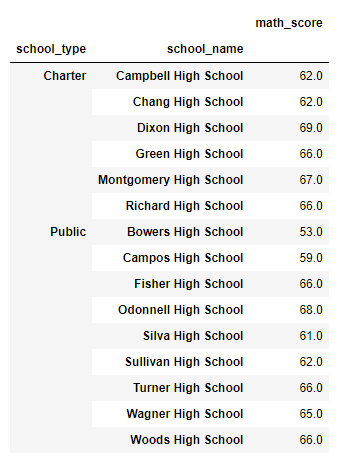 math_score
school_type school_name
Charter Campbell High School 62.0
Chang High School 62.0
Dixon High School 69.0
Green High School 66.0
Montgomery High School 67.0
Richard High School 66.0
Public Bowers High School 53.0
Campos High School 59.0
Fisher High School 66.0
Odonnell High School 68.0
Silva High School 61.0
Sullivan High School 62.0
Turner High School 66.0
Wagner High School 65.0
Woods High School 66.0